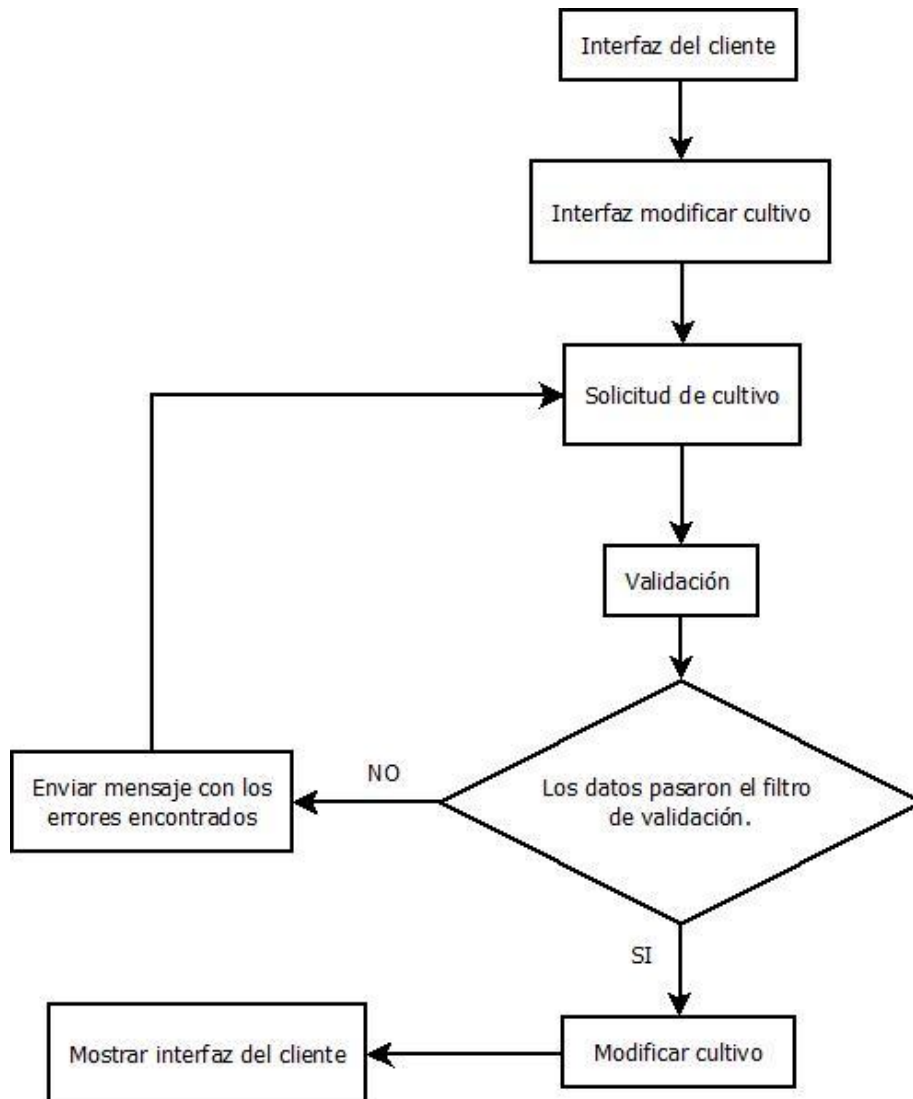 Interfaz del cliente
Interfaz modificar cultivo
Solicitud de cultivo
Validación
Los datos pasaron el filtro
de validación.
NO
Enviar mensaje con los
errores encontrados
SI
Modificar cultivo
Mostrar interfaz del cliente